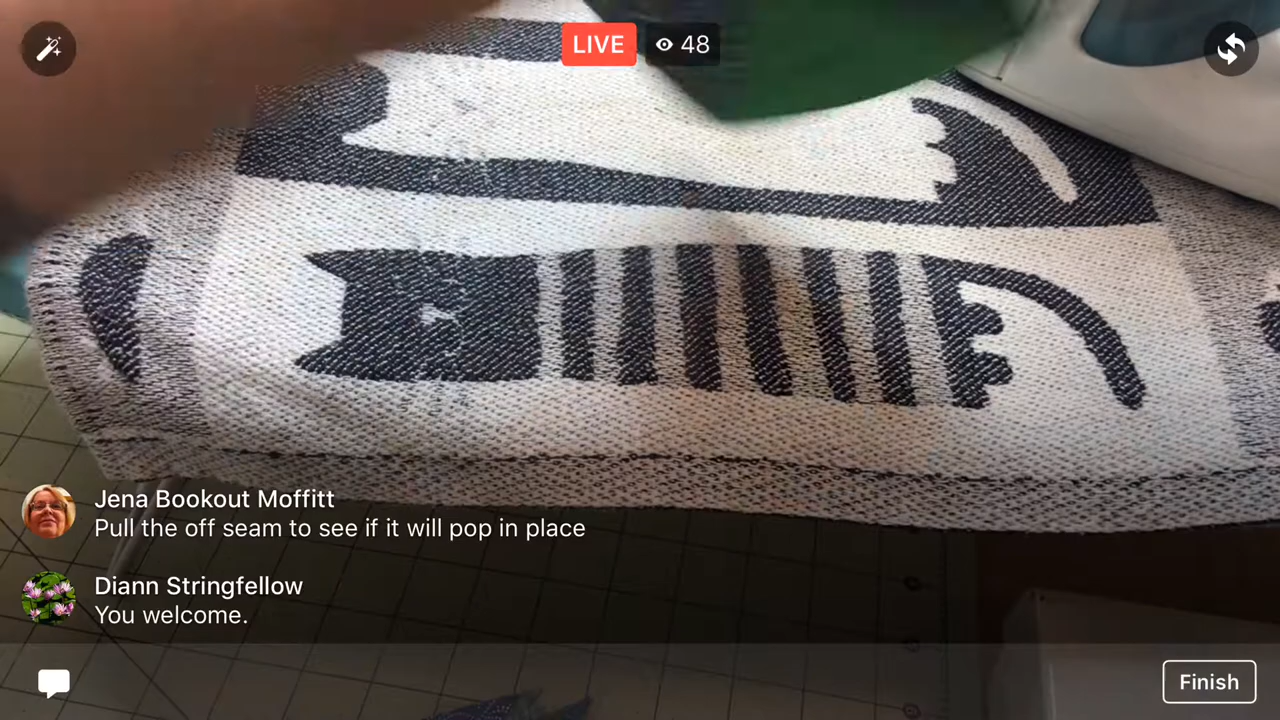 LIVE 48
Jena Bookout Moffitt
Pull the off seam to see if it will pop in place
Diann Stringfellow
You welcome.
Finish